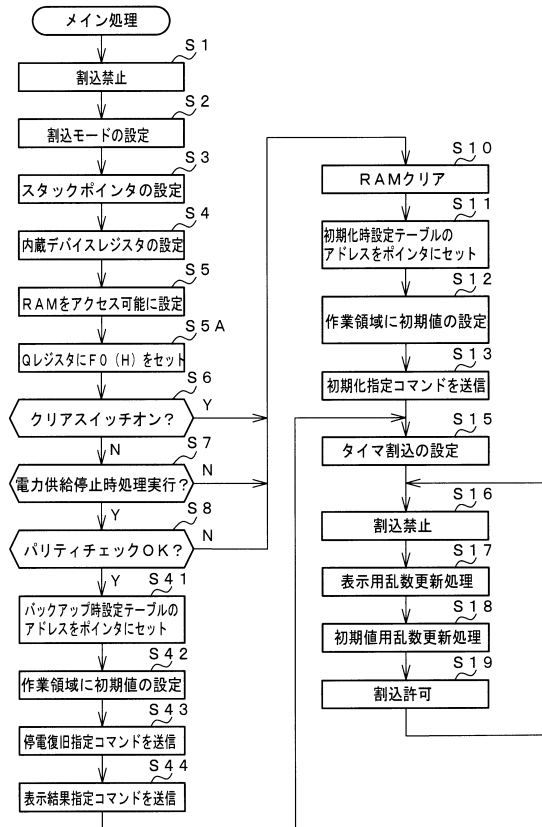 メイン処理
S1
割込禁止
S2
割込モードの設定
S3
スタックポインタの設定
S4
内蔵デバイスレジスタの設定
S5
RAMをアクセス可能に設定
S5A
QレジスタにF0(H)をセット
S6
クリアスイッチオン?
Y
N
S7
電力供給停止時処理実行?
N
Y
S8
パリティチェックOK?
N
Y
S41
バックアップ時設定テーブルの
アドレスをポインタにセット
S42
作業領域に初期値の設定
S43
停電復旧指定コマンドを送信
S44
表示結果指定コマンドを送信
S10
RAMクリア
S11
初期化時設定テーブルの
アドレスをポインタにセット
S12
作業領域に初期値の設定
S13
初期化指定コマンドを送信
S15
タイマ割込の設定
S16
割込禁止
S17
表示用乱数更新処理
S18
初期値用乱数更新処理
S19
割込許可